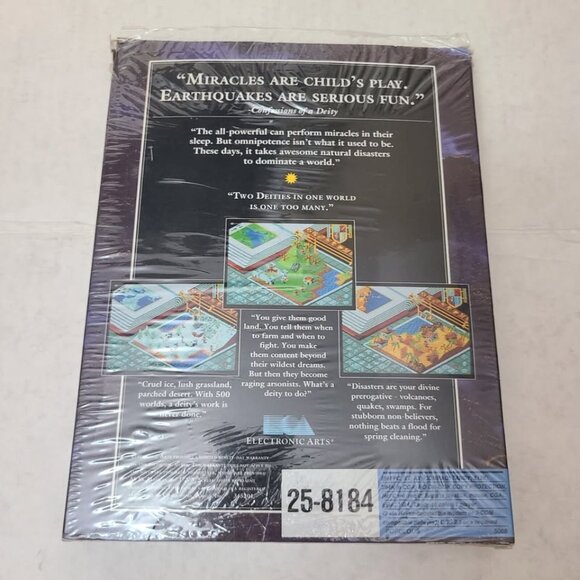 “MIRACLES ARE CHILD’S PLAY.
EARTHQUAKES ARE SERIOUS FUN.”
-Confessions of a Deity
“The all-powerful can perform miracles in their
sleep. But omnipotence isn’t what it used to be.
These days, it takes awesome natural disasters
to dominate a world.”
“TWO DEITIES IN ONE WORLD
IS ONE TOO MANY.”
“You give them good
land. You tell them when
to farm and when to
fight. You make
them content beyond
their wildest dreams.
But then they become
raging arsonists. What’s a
deity to do?”
“Cruel ice, lush grassland,
parched desert. With 500
worlds, a deity’s work is
never done.”
“Disasters are your divine
prerogative - volcanoes,
quakes, swamps. For
stubborn non-believers,
nothing beats a flood for
spring cleaning.”
ELECTRONIC ARTS®
25-8184